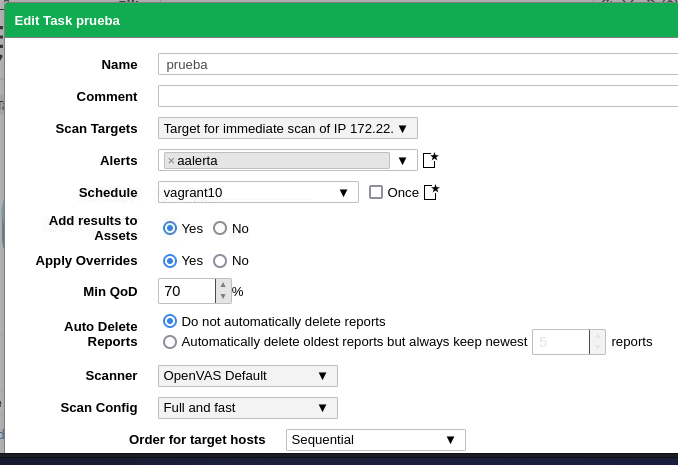 Edit Task prueba
Name prueba
Comment
Scan Targets Target for immediate scan of IP 172.22. ▼
Alerts ×aalerta ▼
Schedule vagrant10 ▼ Once
Add results to Assets Yes No
Apply Overrides Yes No
Min QoD 70 %
Auto Delete Reports Do not automatically delete reports
Automatically delete oldest reports but always keep newest 5 reports
Scanner OpenVAS Default ▼
Scan Config Full and fast ▼
Order for target hosts Sequential ▼